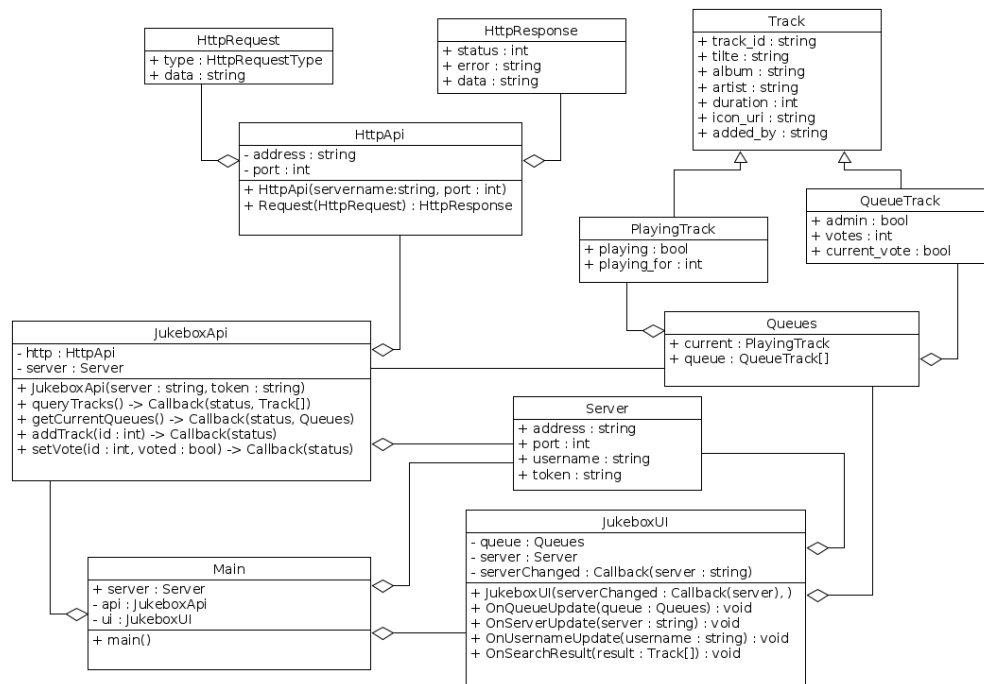 HttpRequest
+ type : HttpRequestType
+ data : string
HttpResponse
+ status : int
+ error : string
+ data : string
Track
+ track_id : string
+ tilte : string
+ album : string
+ artist : string
+ duration : int
+ icon_uri : string
+ added_by : string
HttpApi
- address : string
- port : int
+ HttpApi(servername:string, port : int)
+ Request(HttpRequest) : HttpResponse
PlayingTrack
+ playing : bool
+ playing_for : int
QueueTrack
+ admin : bool
+ votes : int
+ current_vote : bool
JukeboxApi
- http : HttpApi
- server : Server
+ JukeboxApi(server : string, token : string)
+ queryTracks() -> Callback(status, Track[])
+ getCurrentQueues() -> Callback(status, Queues)
+ addTrack(id : int) -> Callback(status)
+ setVote(id : int, voted : bool) -> Callback(status)
Queues
+ current : PlayingTrack
+ queue : QueueTrack[]
Server
+ address : string
+ port : int
+ username : string
+ token : string
Main
+ server : Server
- api : JukeboxApi
- ui : JukeboxUI
+ main()
JukeboxUI
- queue : Queues
- server : Server
- serverChanged : Callback(server : string)
+ JukeboxUI(serverChanged : Callback(server), )
+ OnQueueUpdate(queue : Queues) : void
+ OnServerUpdate(server : string) : void
+ OnUsernameUpdate(username : string) : void
+ OnSearchResult(result : Track[]) : void